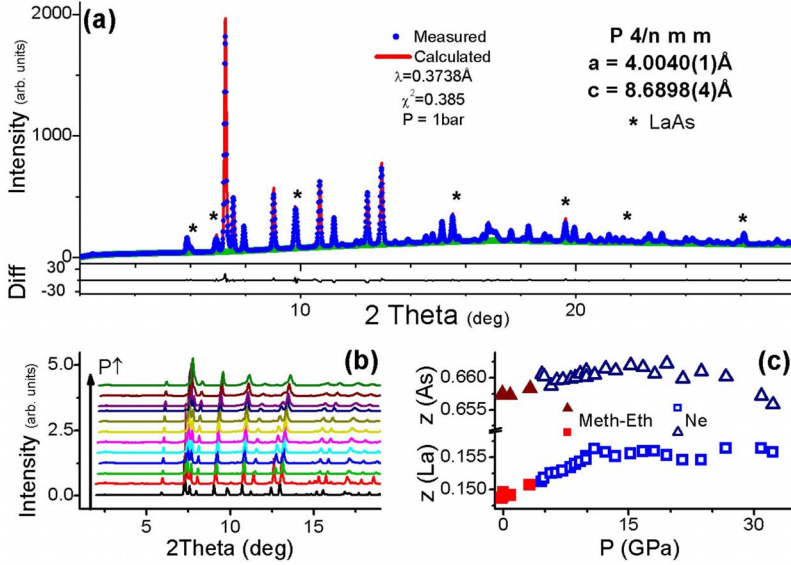 (a)
2000
1000
0
Intensity (arb. units)
Measured
Calculated
λ=0.3738Å
χ²=0.385
P = 1bar
P 4/n m m
a = 4.0040(1)Å
c = 8.6898(4)Å
* LaAs
* * * * * * *
Diff
30
-30
2 Theta (deg)
20
(b)
P↑
5.0
2.5
0.0
Intensity (arb. units)
5 10 15
2Theta (deg)
(c)
z (As)
0.660
0.655
Meth-Eth
Ne
z (La)
0.155
0.150
0 15 30
P (GPa)